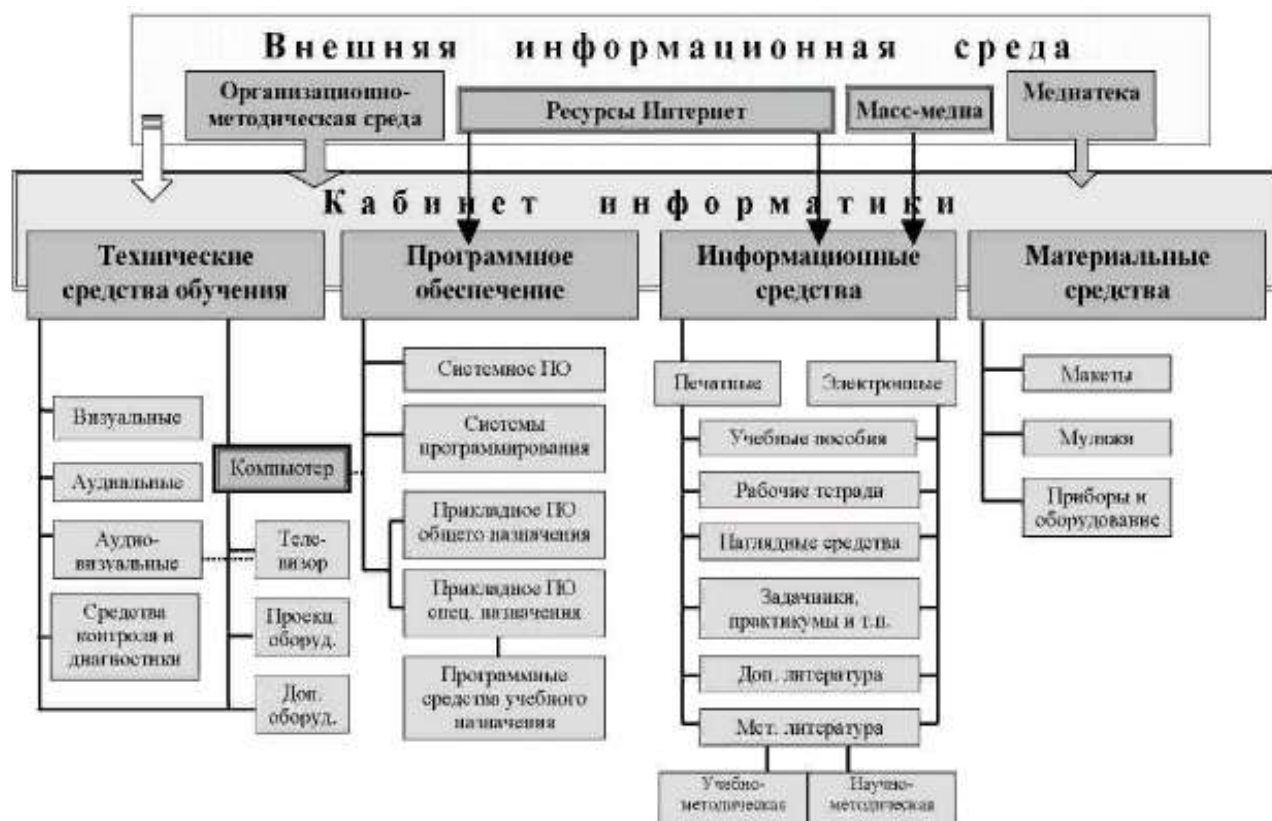 Внешняя информационная среда
Организационно-
методическая среда
Ресурсы Интернет
Масс-медиа
Медиатека
Кабинет информатики
Технические
средства обучения
Программное
обеспечение
Информационные
средства
Материальные
средства
Визуальные
Аудиальные
Аудио-
визуальные
Средства
контроля и
диагностики
Компьютер
Теле-
визор
Проекц.
оборуд.
Доп.
оборуд.
Системное ПО
Системы
программирования
Прикладное ПО
общего назначения
Прикладное ПО
спец. назначения
Программные
средства учебного
назначения
Печатные
Электронные
Учебные пособия
Рабочие тетради
Наглядные средства
Задачники,
практикумы и т.п.
Доп. литература
Мет. литература
Учебно-
методическая
Научно-
методическая
Макеты
Муляжи
Приборы и
оборудование